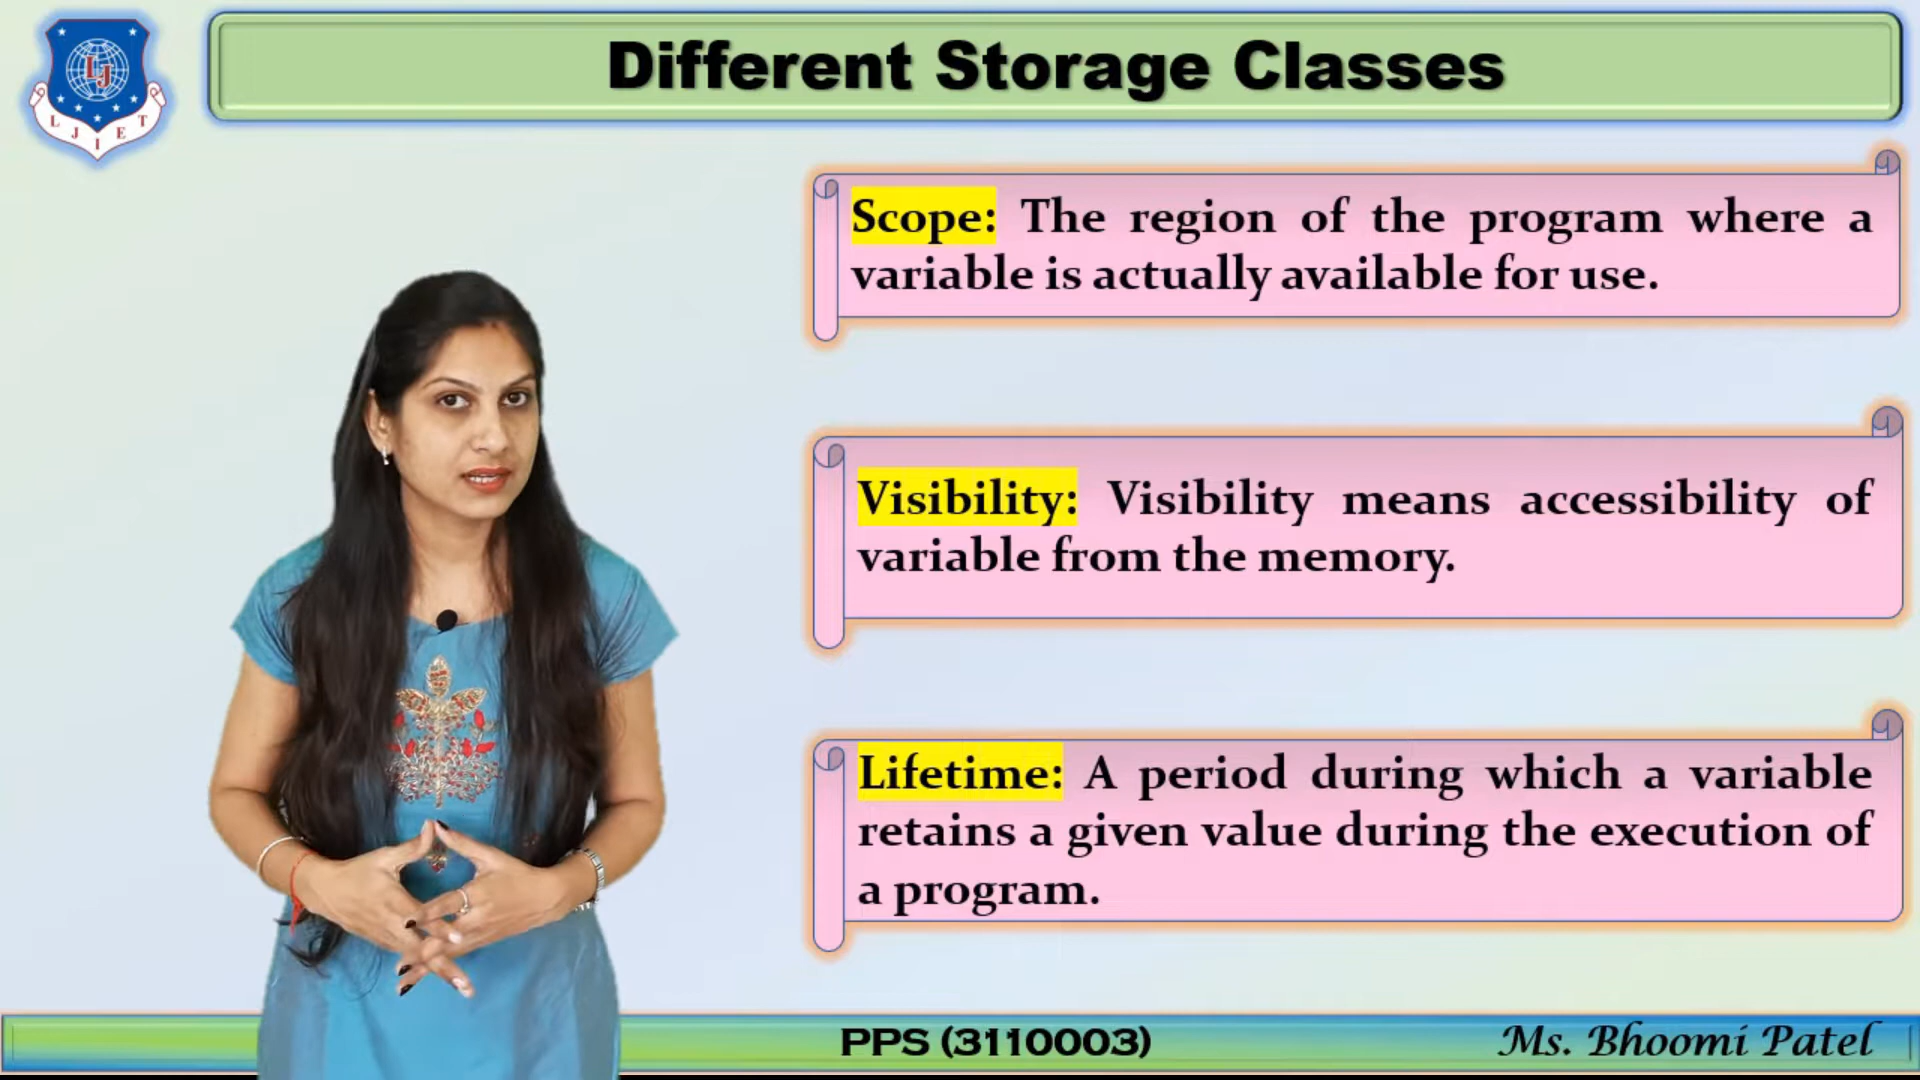 LJ
L J I E T
Different Storage Classes
Scope: The region of the program where a
variable is actually available for use.
Visibility: Visibility means accessibility of
variable from the memory.
Lifetime: A period during which a variable
retains a given value during the execution of
a program.
PPS (3110003)
Ms. Bhoomi Patel